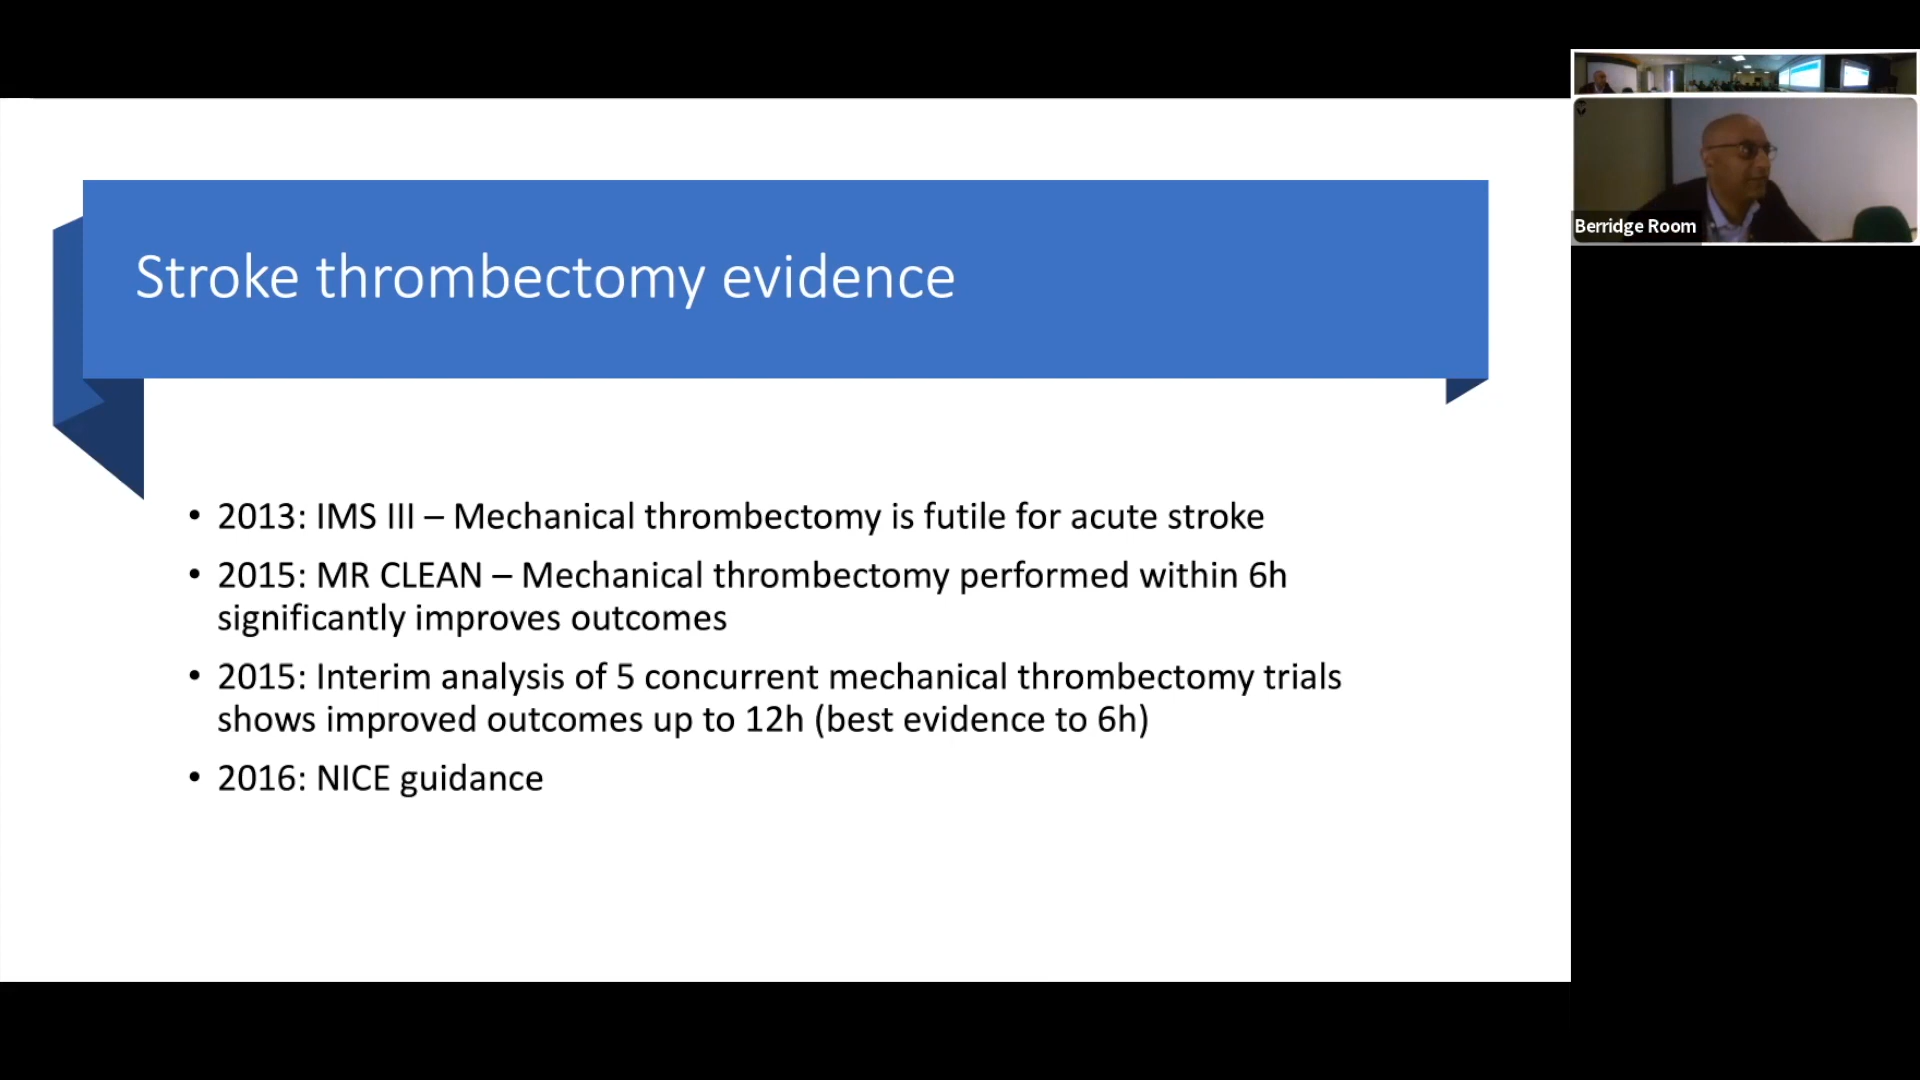 Stroke thrombectomy evidence
• 2013: IMS III – Mechanical thrombectomy is futile for acute stroke
• 2015: MR CLEAN – Mechanical thrombectomy performed within 6h
significantly improves outcomes
• 2015: Interim analysis of 5 concurrent mechanical thrombectomy trials
shows improved outcomes up to 12h (best evidence to 6h)
• 2016: NICE guidance
Berridge Room